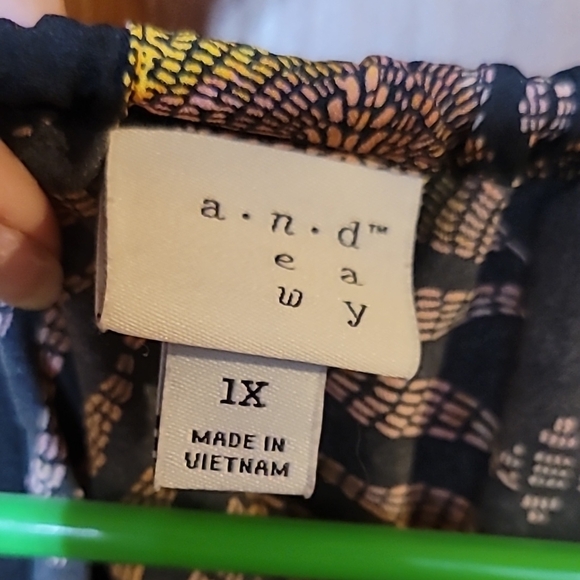 a · n · d™
e a
w y
1X
MADE IN
VIETNAM